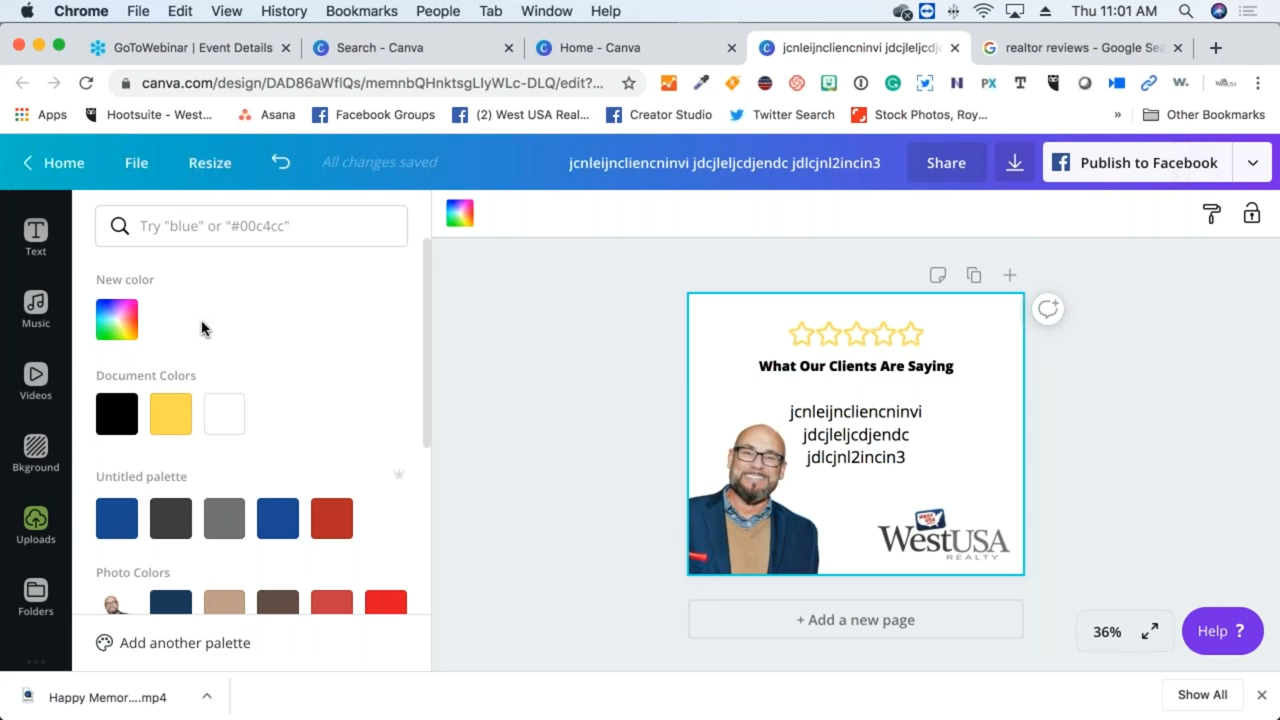 Chrome File Edit View History Bookmarks People Tab Window Help Thu 11:01 AM
GoToWebinar | Event Details
Search - Canva
Home - Canva
jcnleijncliencninvi jdcjleljcdj
realtor reviews - Google Sea
canva.com/design/DAD86aWflQs/memnbQHnktsgLIyWLc-DLQ/edit?...
Apps
Hootsuite - West...
Asana
Facebook Groups
(2) West USA Real...
Creator Studio
Twitter Search
Stock Photos, Roy...
»
Other Bookmarks
Home
File
Resize
All changes saved
jcnleijncliencninvi jdcjleljcdjendc jdlcjnl2incin3
Share
Publish to Facebook
Text
Music
Videos
Bkground
Uploads
Folders
Try "blue" or "#00c4cc"
New color
Document Colors
Untitled palette
Photo Colors
Add another palette
What Our Clients Are Saying
jcnleijncliencninvi
jdcjleljcdjendc
jdlcjnl2incin3
WEST
USA
WestUSA
REALTY
+ Add a new page
36%
Help ?
Happy Memor....mp4
Show All